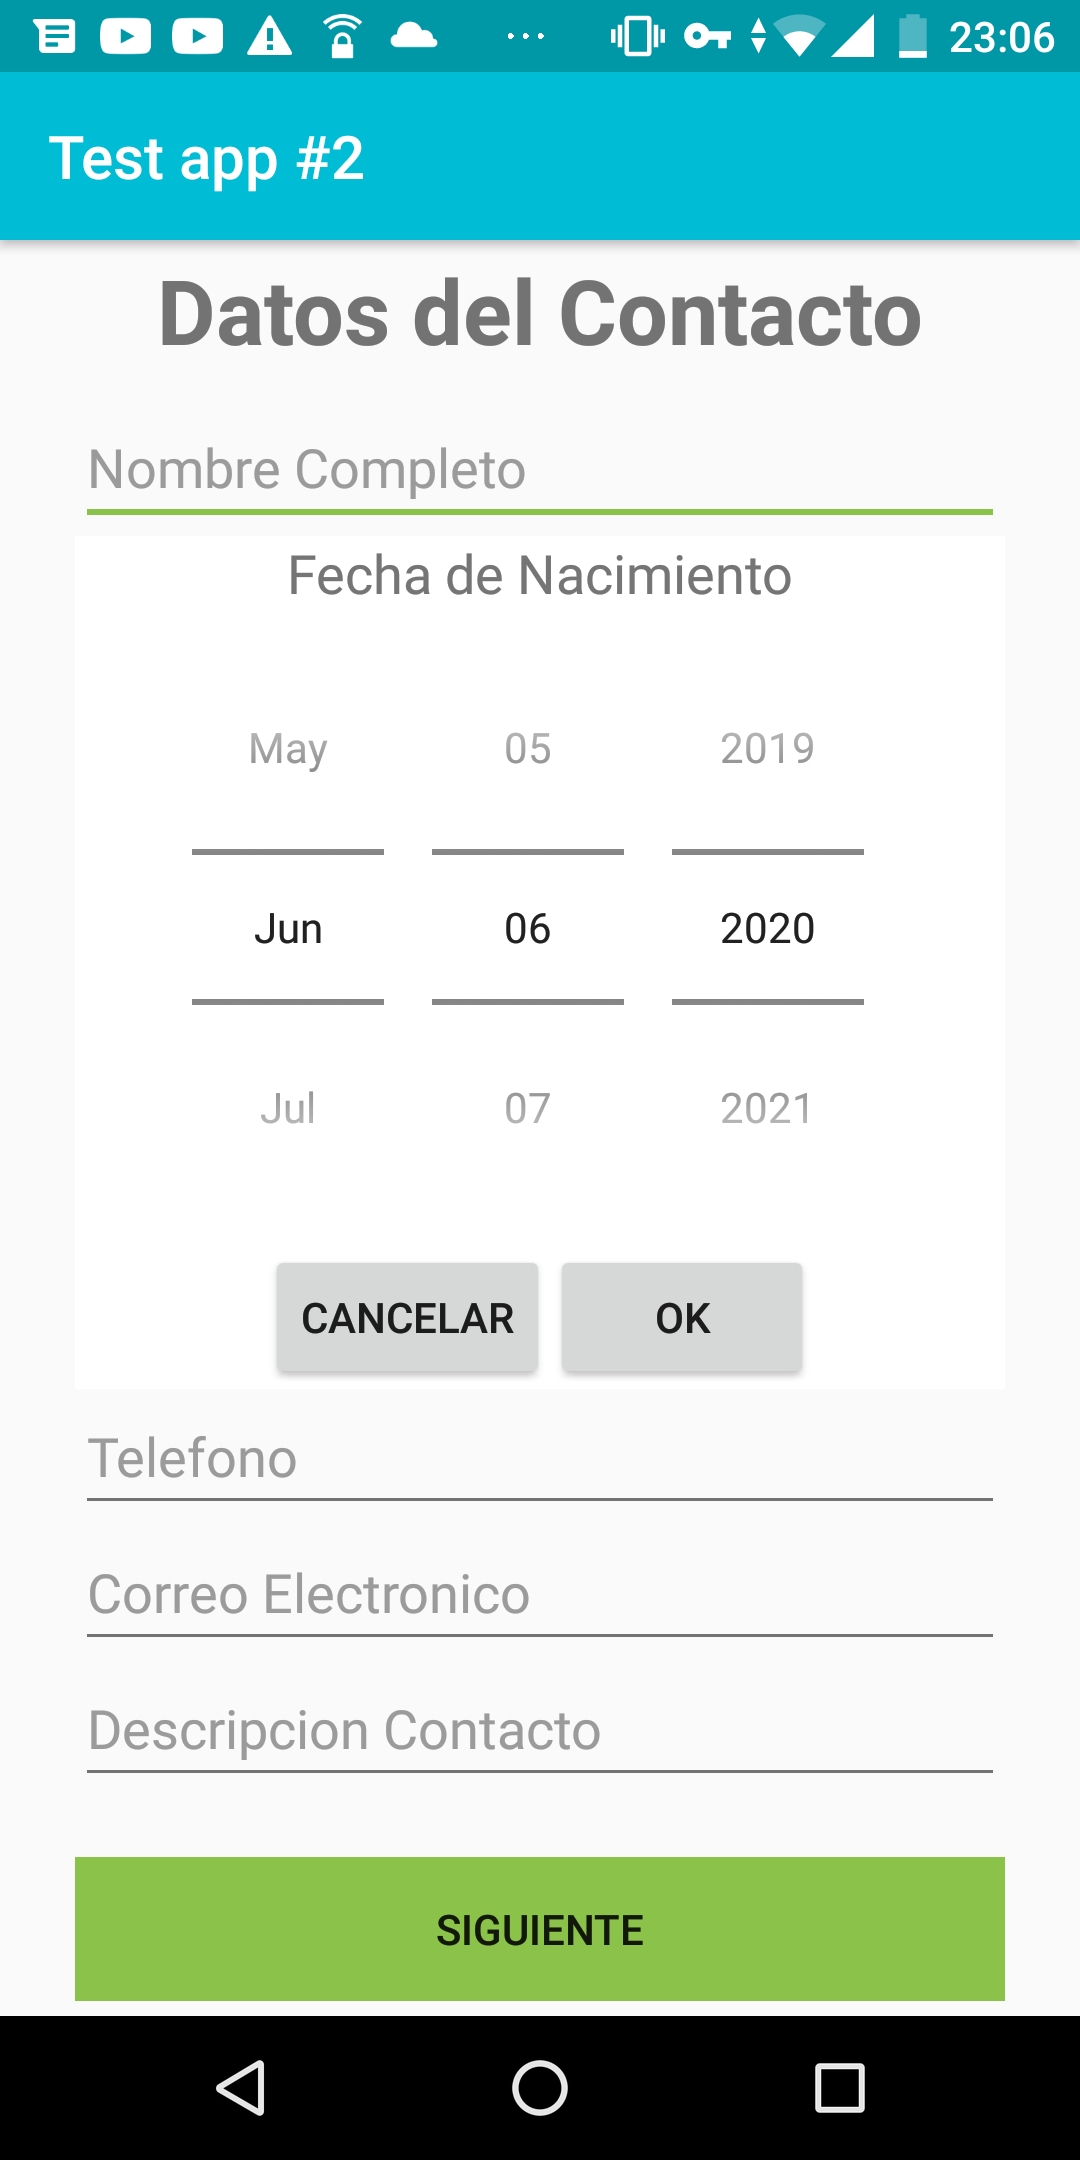 23:06
Test app #2
Datos del Contacto
Nombre Completo
Fecha de Nacimiento
May 05 2019
Jun 06 2020
Jul 07 2021
CANCELAR OK
Telefono
Correo Electronico
Descripcion Contacto
SIGUIENTE